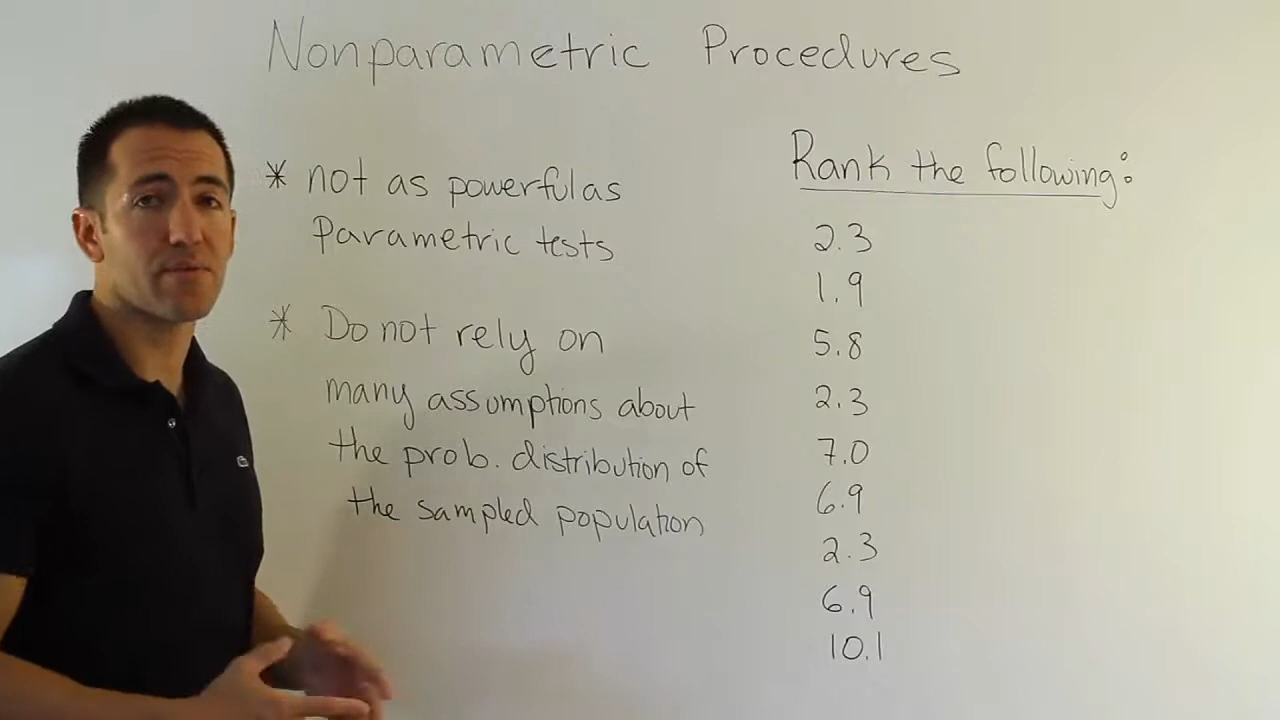 Nonparametric Procedures
* not as powerful as
Parametric tests
* Do not rely on
many assumptions about
the prob. distribution of
the sampled population
Rank the following:
2.3
1.9
5.8
2.3
7.0
6.9
2.3
6.9
10.1